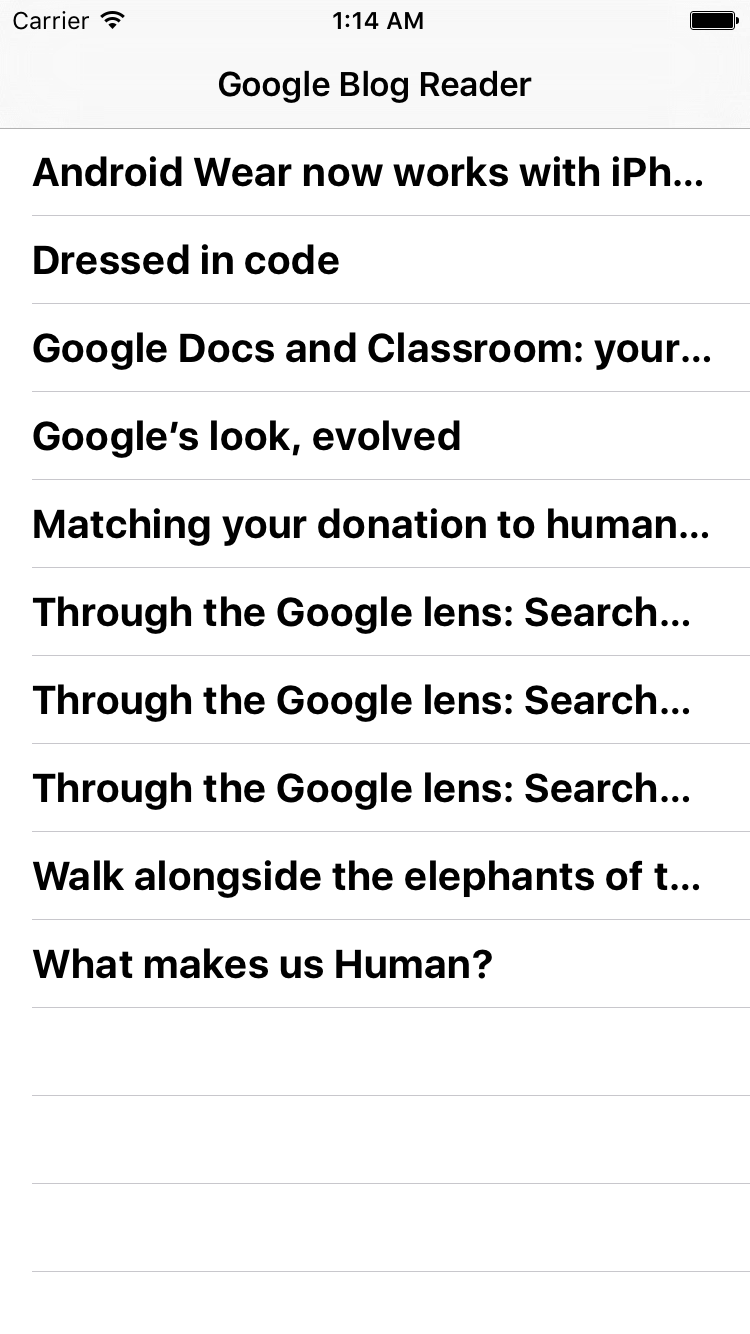 Carrier 1:14 AM
Google Blog Reader
Android Wear now works with iPh...
Dressed in code
Google Docs and Classroom: your...
Google’s look, evolved
Matching your donation to human...
Through the Google lens: Search...
Through the Google lens: Search...
Through the Google lens: Search...
Walk alongside the elephants of t...
What makes us Human?